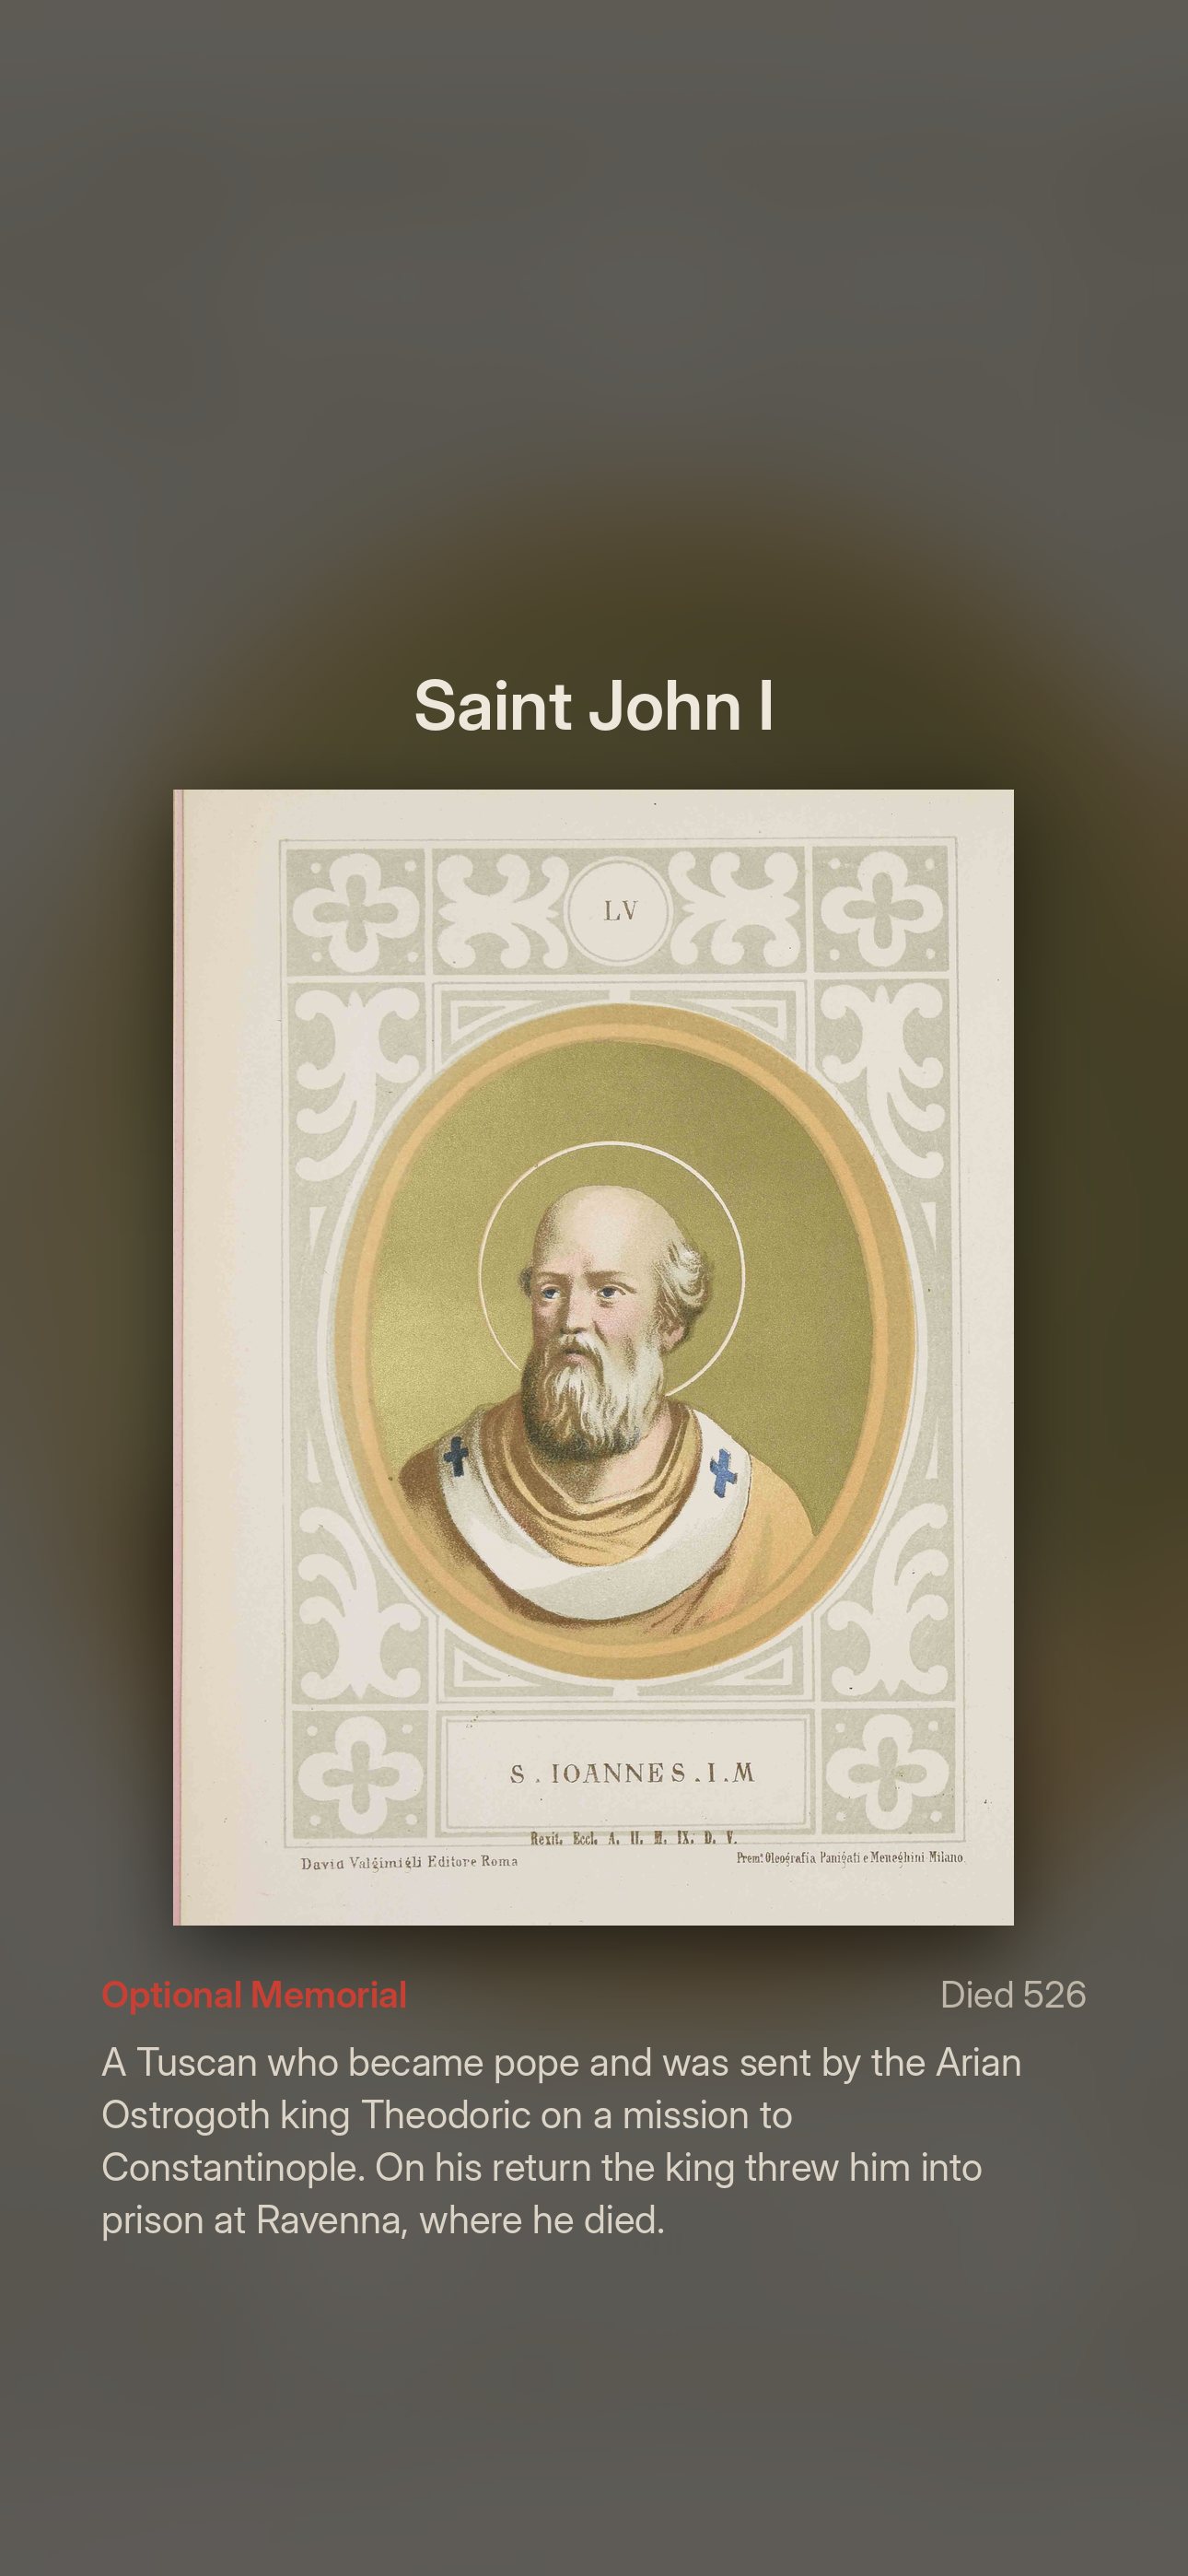 Saint John I
LV
S . IOANNES . I . M
Rexit. Eccl. A. II. M. IX. D. V.
David Valgimigli Editore Roma
Prem. Oleografia Panigati e Meneghini Milano
Optional Memorial
Died 526
A Tuscan who became pope and was sent by the Arian
Ostrogoth king Theodoric on a mission to
Constantinople. On his return the king threw him into
prison at Ravenna, where he died.